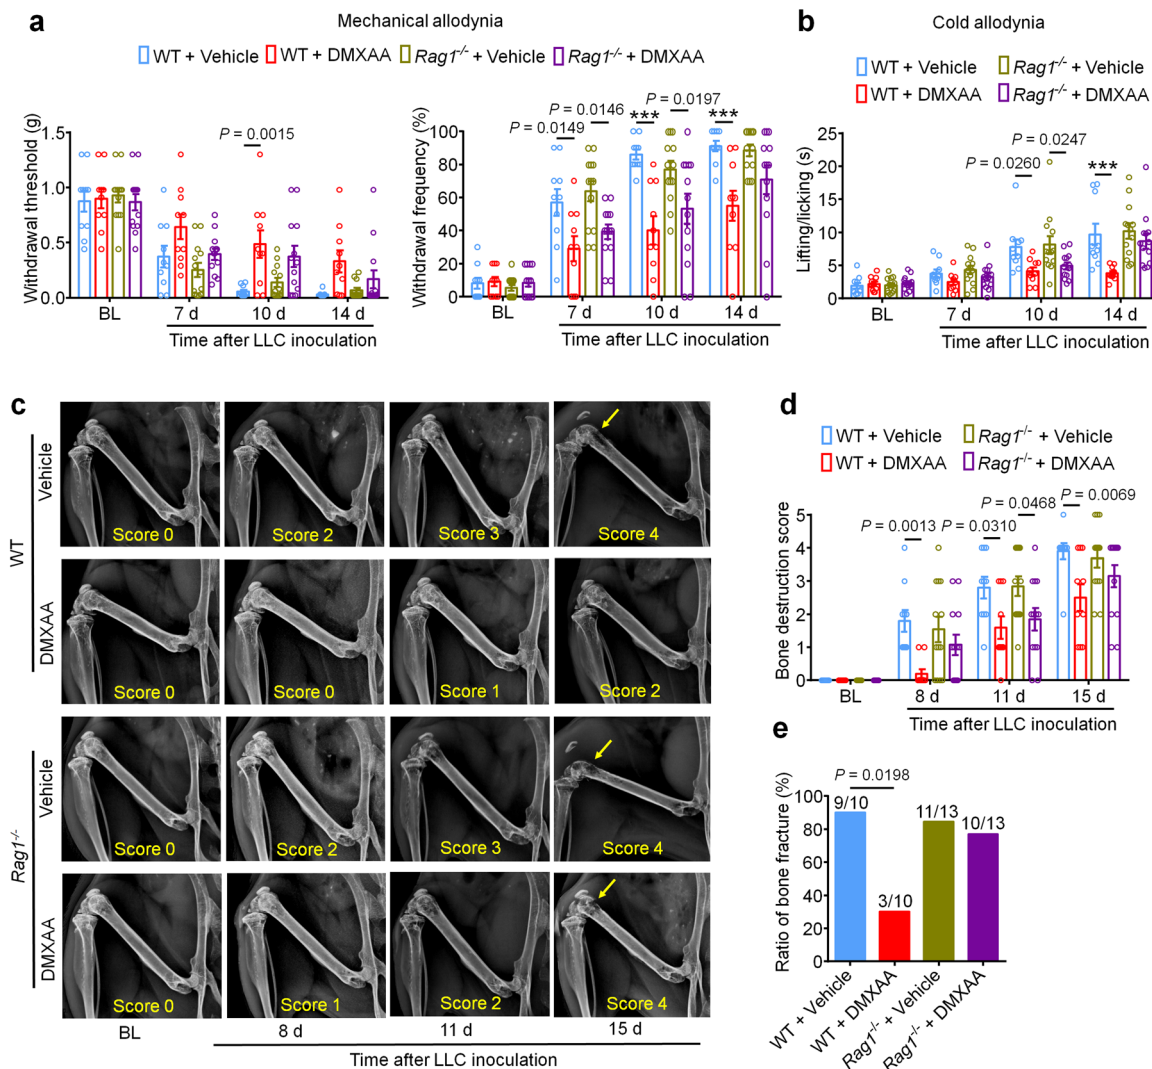 a
Mechanical allodynia
WT + Vehicle WT + DMXAA Rag1-/- + Vehicle Rag1-/- + DMXAA
Withdrawal threshold (g)
1.5
1.0
0.5
0.0
P = 0.0015
BL 7 d 10 d 14 d
Time after LLC inoculation
Withdrawal frequency (%)
100
80
60
40
20
0
P = 0.0149
P = 0.0146
***
P = 0.0197
***
BL 7 d 10 d 14 d
Time after LLC inoculation
b
Cold allodynia
WT + Vehicle Rag1-/- + Vehicle
WT + DMXAA Rag1-/- + DMXAA
Lifting/licking (s)
25
20
15
10
5
0
P = 0.0260
P = 0.0247
***
BL 7 d 10 d 14 d
Time after LLC inoculation
c
WT
Vehicle
Score 0 Score 2 Score 3 Score 4
DMXAA
Score 0 Score 0 Score 1 Score 2
Rag1-/-
Vehicle
Score 0 Score 2 Score 3 Score 4
DMXAA
Score 0 Score 1 Score 2 Score 4
BL 8 d 11 d 15 d
Time after LLC inoculation
d
WT + Vehicle Rag1-/- + Vehicle
WT + DMXAA Rag1-/- + DMXAA
Bone destruction score
5
4
3
2
1
0
P = 0.0013
P = 0.0310
P = 0.0468
P = 0.0069
BL 8 d 11 d 15 d
Time after LLC inoculation
e
Ratio of bone fracture (%)
100
80
60
40
20
0
P = 0.0198
9/10
3/10
11/13
10/13
WT + Vehicle
WT + DMXAA
Rag1-/- + Vehicle
Rag1-/- + DMXAA